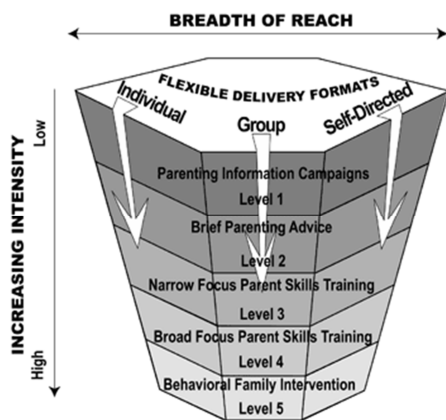 BREADTH OF REACH
FLEXIBLE DELIVERY FORMATS
Individual
Group
Self-Directed
INCREASING INTENSITY
Low
High
Parenting Information Campaigns
Level 1
Brief Parenting Advice
Level 2
Narrow Focus Parent Skills Training
Level 3
Broad Focus Parent Skills Training
Level 4
Behavioral Family Intervention
Level 5